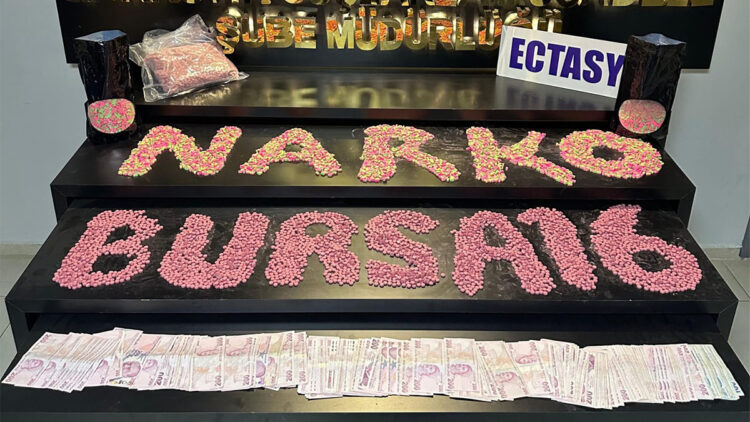 ŞUBE MÜDÜRLÜĞÜ
ECTASY
NARKO
BURSA16